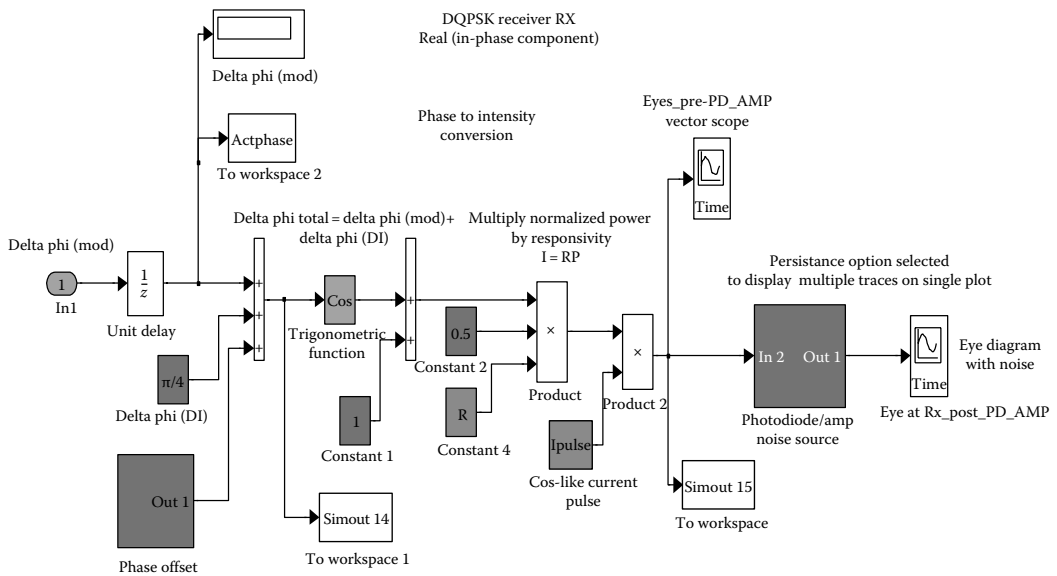 DQPSK receiver RX
Real (in-phase component)
Delta phi (mod)
Eyes_pre-PD_AMP
vector scope
Phase to intensity
conversion
Actphase
To workspace 2
Time
Delta phi total = delta phi (mod)+
delta phi (DI)
Multiply normalized power
by responsivity
I = RP
Delta phi (mod)
Persistance option selected
to display multiple traces on single plot
1
In1
1
z
Unit delay
+
+
+
Cos
Trigonometric
function
+
+
0.5
Constant 2
×
Product
×
Product 2
In 2
Out 1
Photodiode/amp
noise source
Time
Eye diagram
with noise
Eye at Rx_post_PD_AMP
π/4
Delta phi (DI)
1
Constant 1
R
Constant 4
Ipulse
Cos-like current
pulse
Out 1
Phase offset
Simout 14
To workspace 1
Simout 15
To workspace